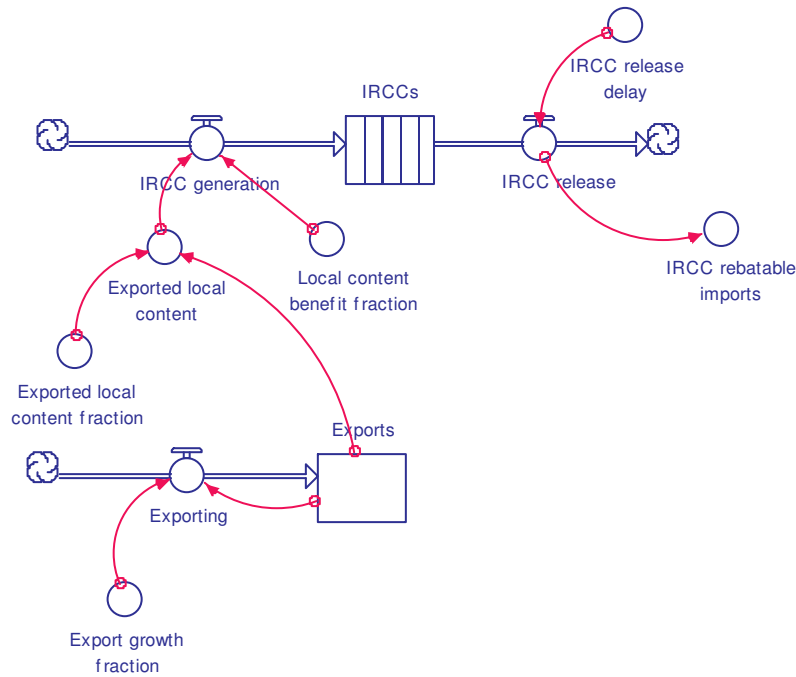 IRCC release
delay
IRCCs
IRCC generation
IRCC release
Exported local
content
Local content
benefit fraction
IRCC rebatable
imports
Exported local
content fraction
Exports
Exporting
Export growth
fraction